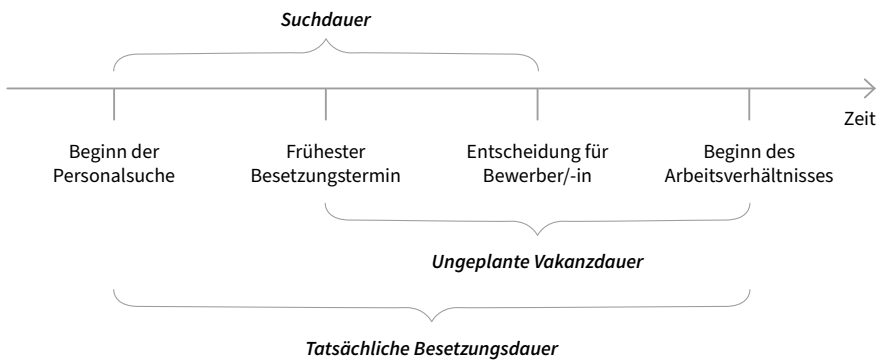 Suchdauer
Zeit
Beginn der
Personalsuche
Frühester
Besetzungstermin
Entscheidung für
Bewerber/-in
Beginn des
Arbeitsverhältnisses
Ungeplante Vakanzdauer
Tatsächliche Besetzungsdauer